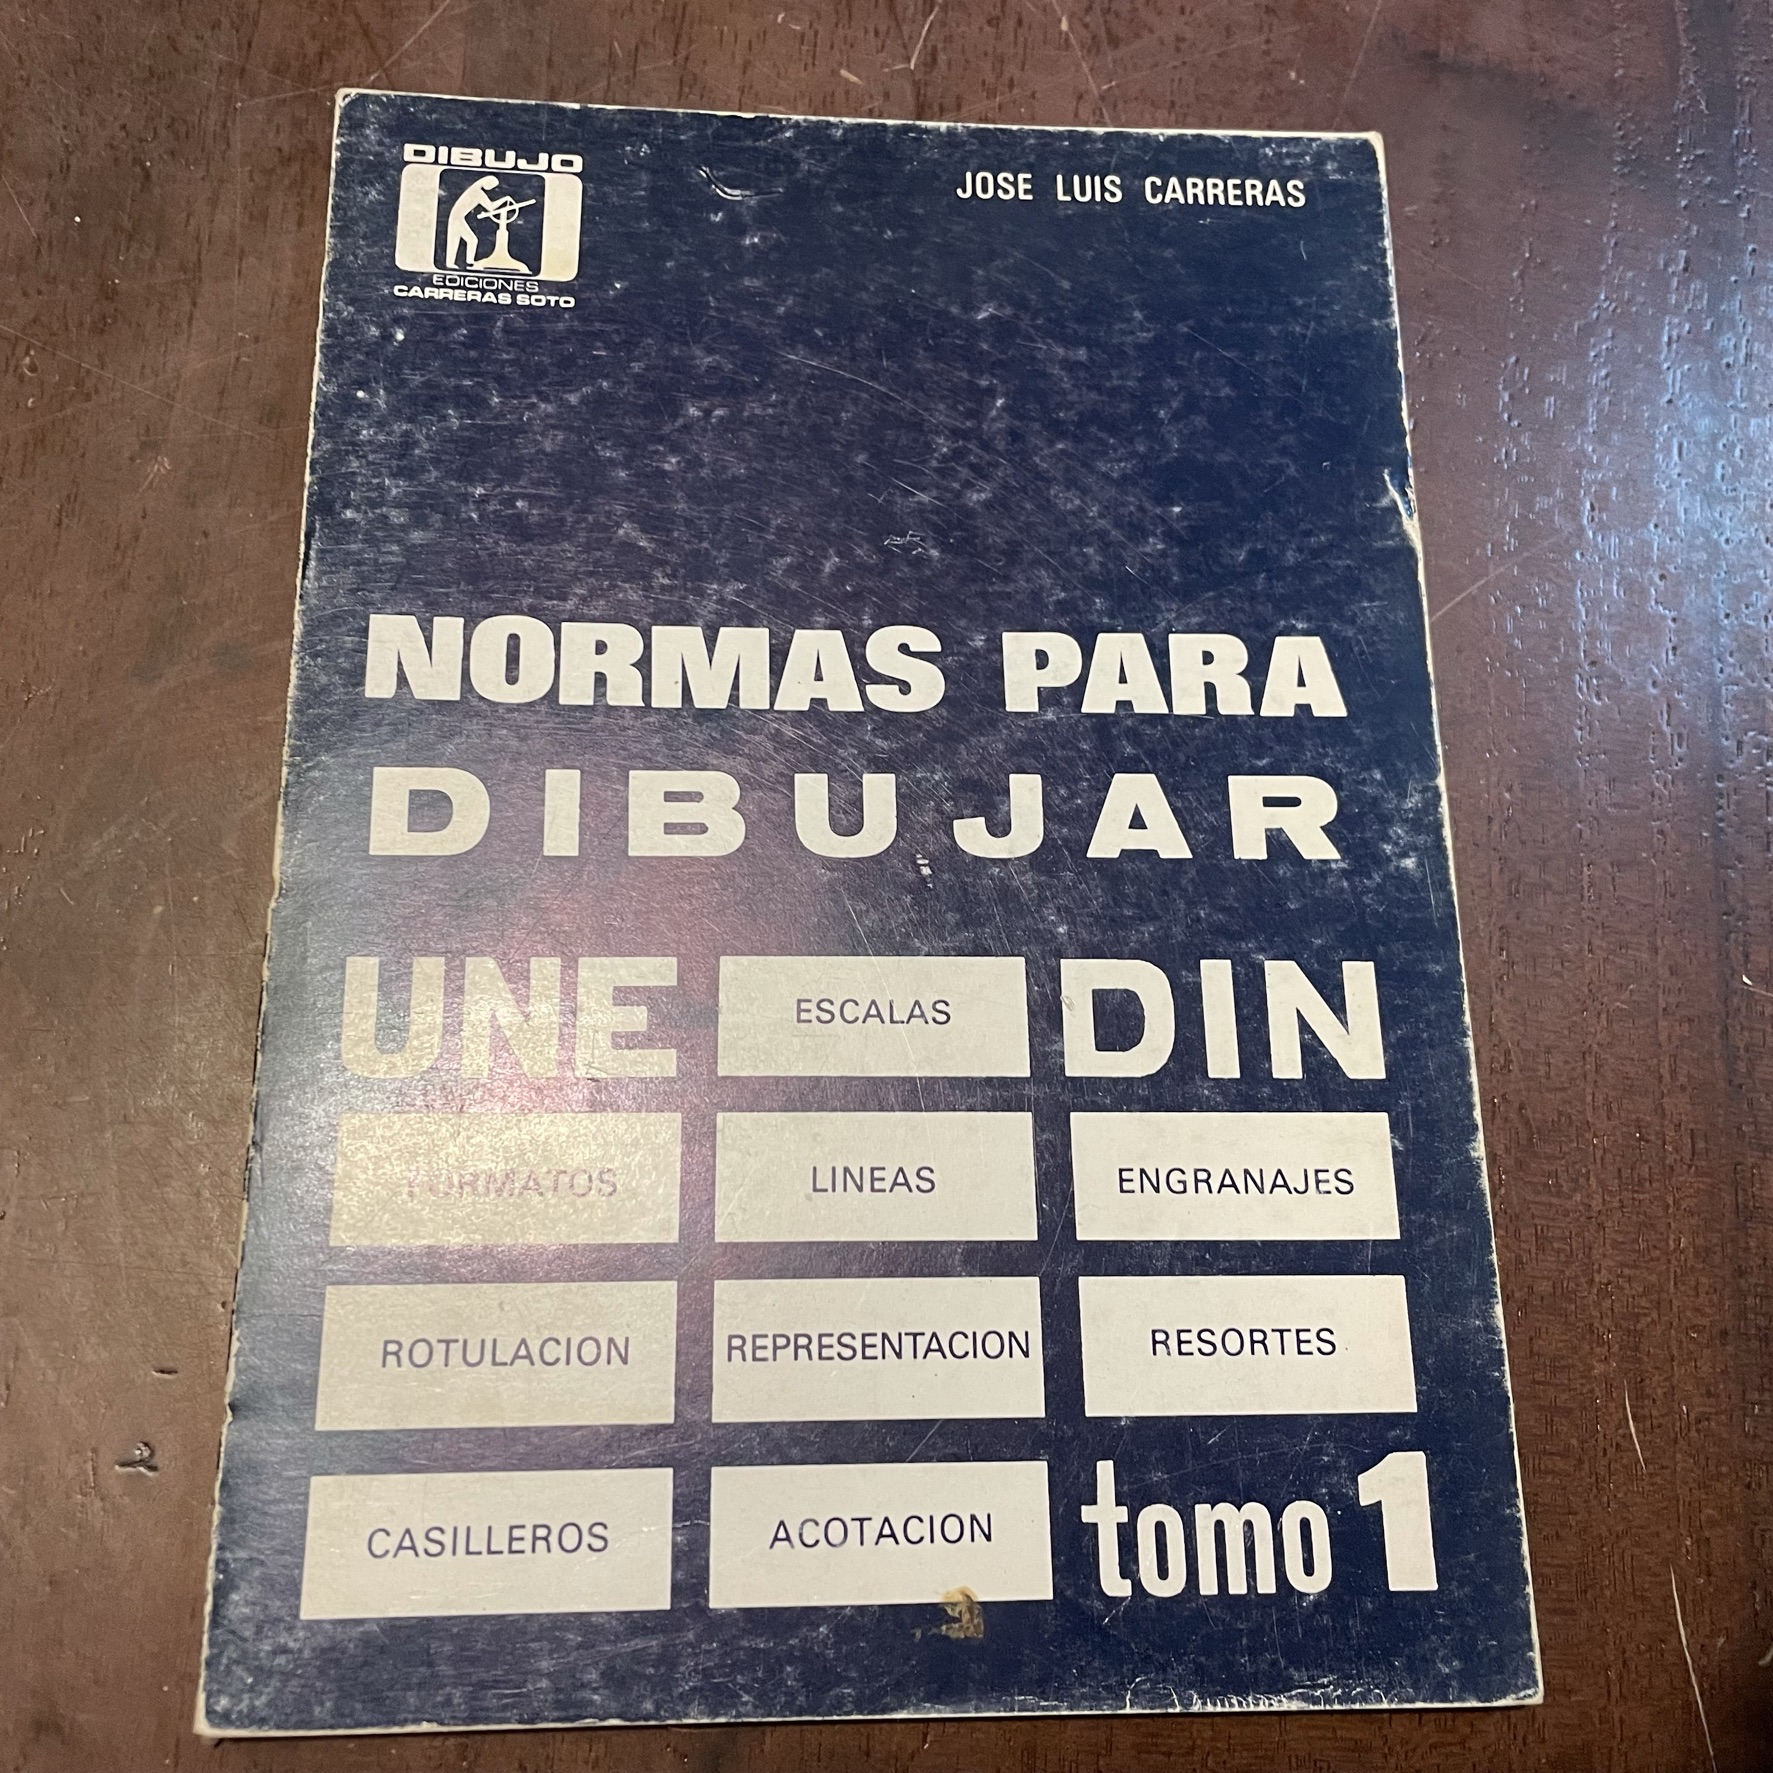 DIBUJO
EDICIONES
CARRERAS SOTO
JOSE LUIS CARRERAS
NORMAS PARA
DIBUJAR
UNE ESCALAS DIN
FORMATOS LINEAS ENGRANAJES
ROTULACION REPRESENTACION RESORTES
CASILLEROS ACOTACION tomo 1